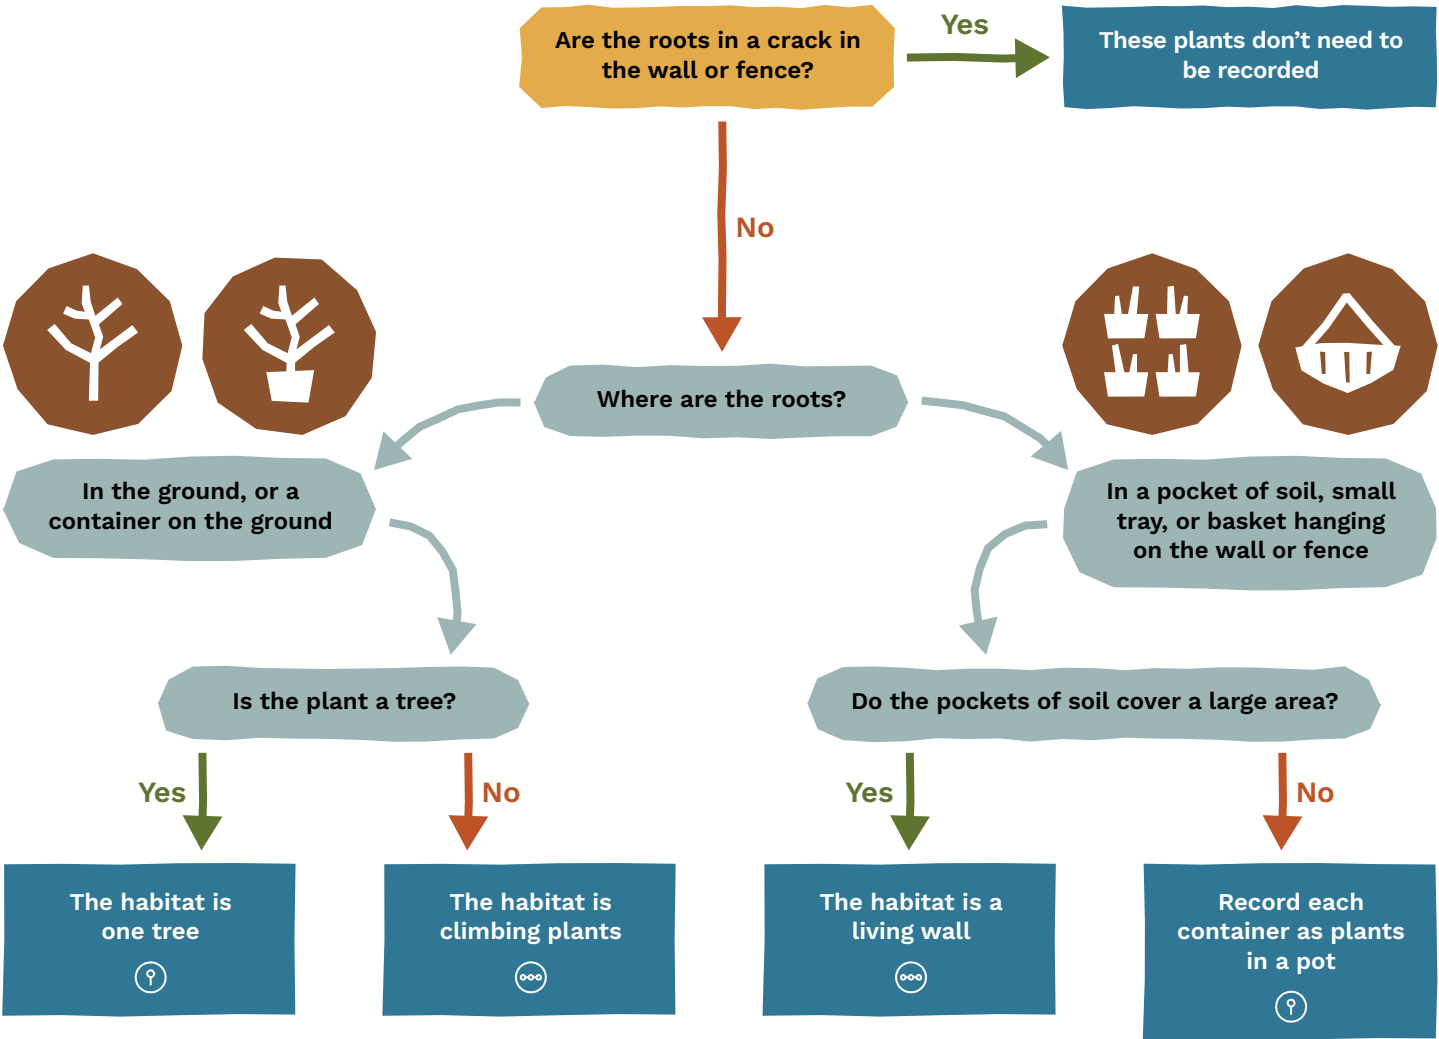 Are the roots in a crack in
the wall or fence?
Yes
These plants don’t need to
be recorded
No
Where are the roots?
In the ground, or a
container on the ground
In a pocket of soil, small
tray, or basket hanging
on the wall or fence
Is the plant a tree?
Do the pockets of soil cover a large area?
Yes
No
Yes
No
The habitat is
one tree
The habitat is
climbing plants
The habitat is a
living wall
Record each
container as plants
in a pot